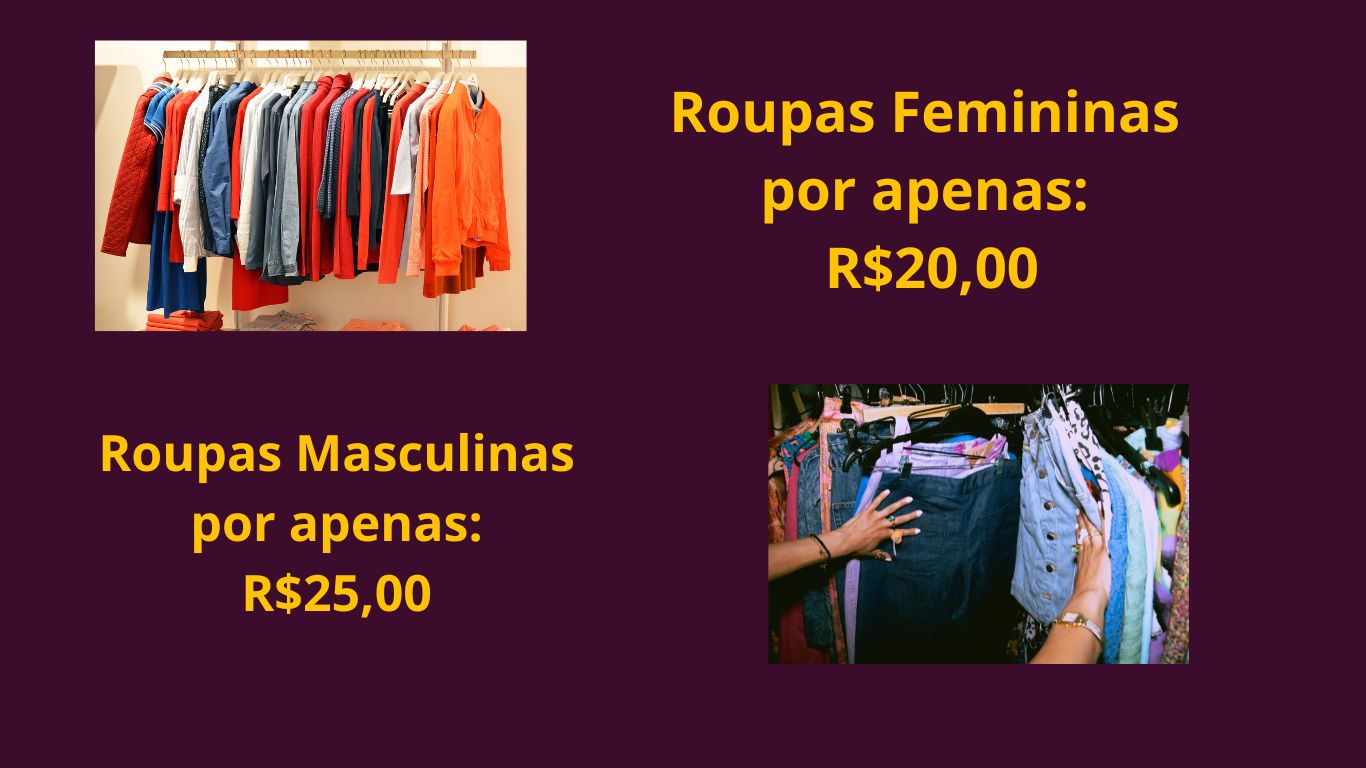 Roupas Femininas
por apenas:
R$20,00
Roupas Masculinas
por apenas:
R$25,00